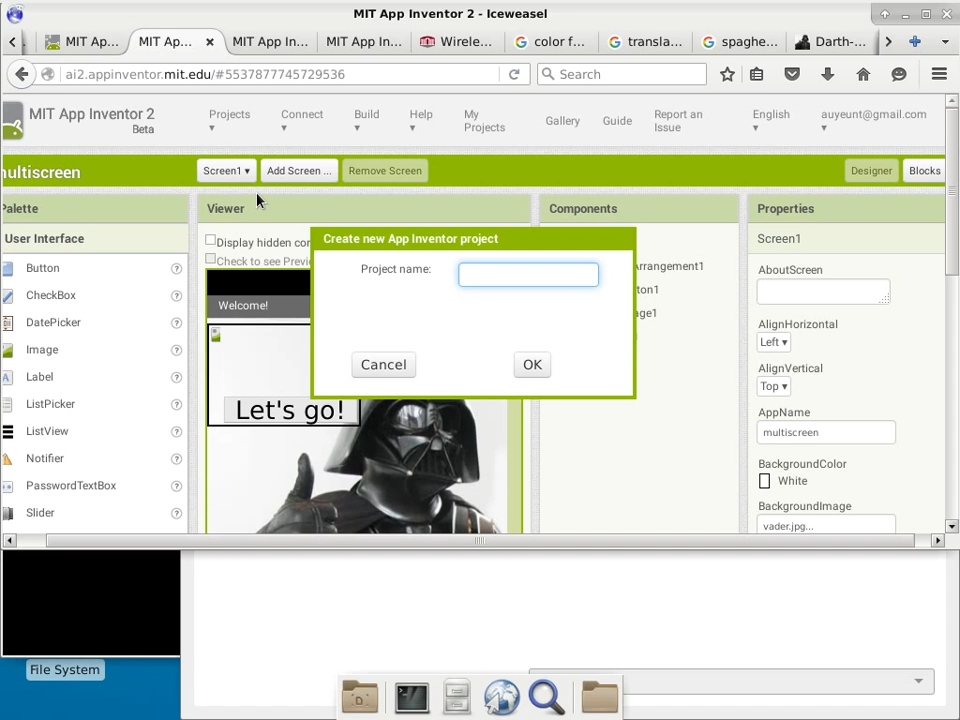 MIT App Inventor 2 - Iceweasel
MIT Ap... MIT Ap... MIT App In... MIT App In... Wirele... color f... transla... spaghe... Darth-...
ai2.appinventor.mit.edu/#5537877745729536 Search
MIT App Inventor 2
Beta
Projects Connect Build Help My Projects Gallery Guide Report an Issue English auyeunt@gmail.com
ultiscreen Screen1 Add Screen ... Remove Screen Designer Blocks
Palette Viewer Components Properties
User Interface
Button
CheckBox
DatePicker
Image
Label
ListPicker
ListView
Notifier
PasswordTextBox
Slider
Display hidden con
Check to see Previ
Welcome!
Let's go!
Create new App Inventor project
Project name:
Cancel OK
Arrangement1
ton1
age1
Screen1
AboutScreen
AlignHorizontal
Left
AlignVertical
Top
AppName
multiscreen
BackgroundColor
White
BackgroundImage
vader.jpg...
File System